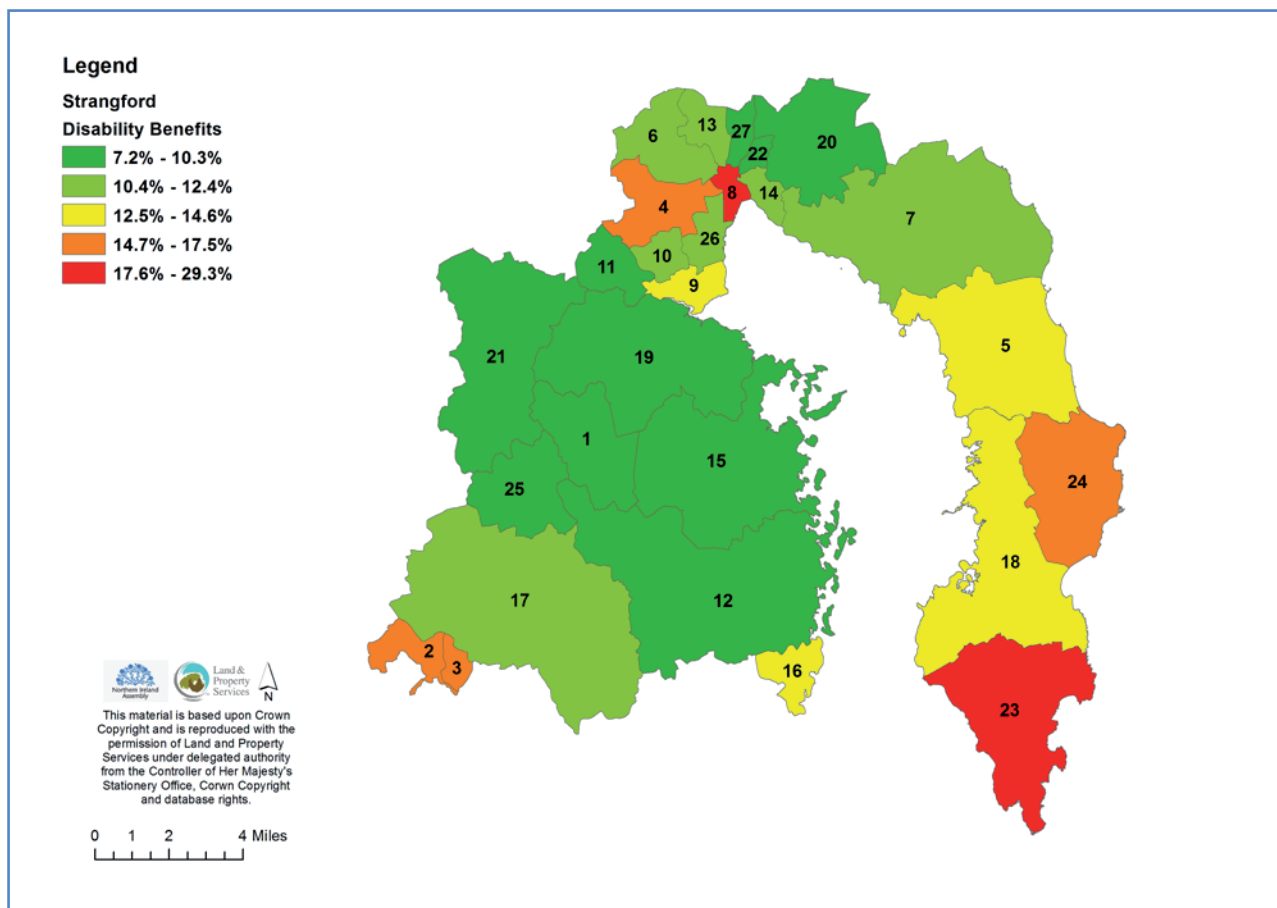 Legend
Strangford
Disability Benefits
7.2% - 10.3%
10.4% - 12.4%
12.5% - 14.6%
14.7% - 17.5%
17.6% - 29.3%
6
13
27
22
20
8
14
4
7
26
10
11
9
21
19
5
1
15
25
24
18
17
12
2
3
16
23
Northern Ireland
Assembly
Land &
Property
Services
N
This material is based upon Crown
Copyright and is reproduced with the
permission of Land and Property
Services under delegated authority
from the Controller of Her Majesty's
Stationery Office, Corwn Copyright
and database rights.
0 1 2 4 Miles